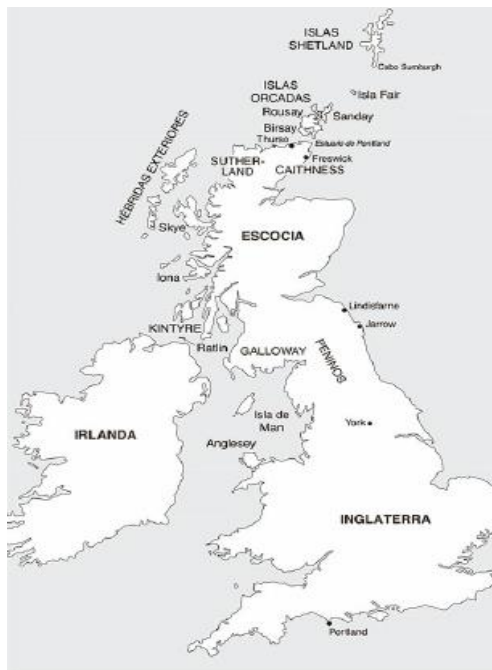 ISLAS
SHETLAND
Cabo Sumburgh
Isla Fair
ISLAS
ORCADAS
Rousay
Sanday
Birsay
Thurso
Estuario de Pentland
Freswick
SUTHER-
LAND
CAITHNESS
HÉBRIDAS EXTERIORES
Skye
ESCOCIA
Iona
Lindisfarne
Jarrow
KINTYRE
Ratlin
GALLOWAY
PENINOS
Isla de
Man
York
IRLANDA
Anglesey
INGLATERRA
Portland